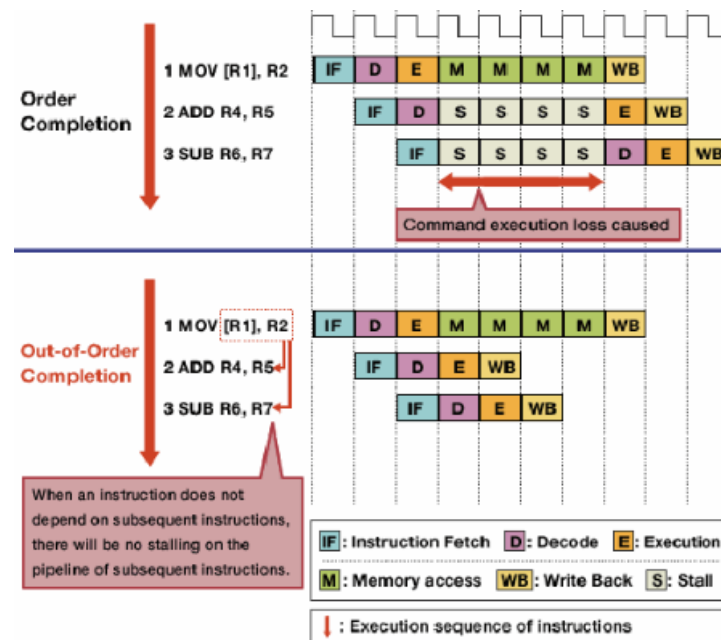 1 MOV [R1], R2 IF D E M M M M WB
Order
Completion
2 ADD R4, R5 IF D S S S S E WB
3 SUB R6, R7 IF S S S S D E WB
Command execution loss caused
1 MOV [R1], R2 IF D E M M M M WB
Out-of-Order
Completion
2 ADD R4, R5 IF D E WB
3 SUB R6, R7 IF D E WB
When an instruction does not
depend on subsequent instructions,
there will be no stalling on the
pipeline of subsequent instructions.
IF : Instruction Fetch D : Decode E : Execution
M : Memory access WB : Write Back S : Stall
: Execution sequence of instructions